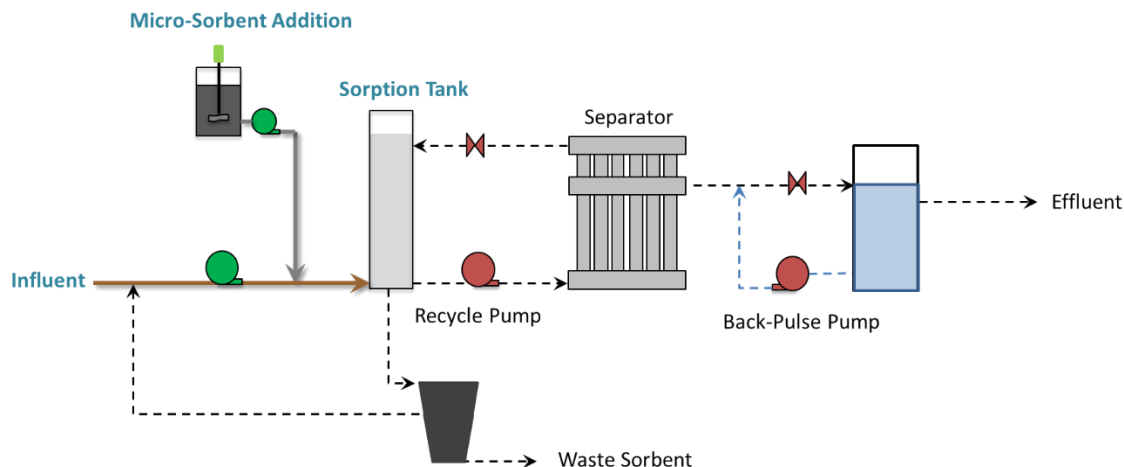 Micro-Sorbent Addition
Sorption Tank
Separator
Effluent
Influent
Recycle Pump
Back-Pulse Pump
Waste Sorbent